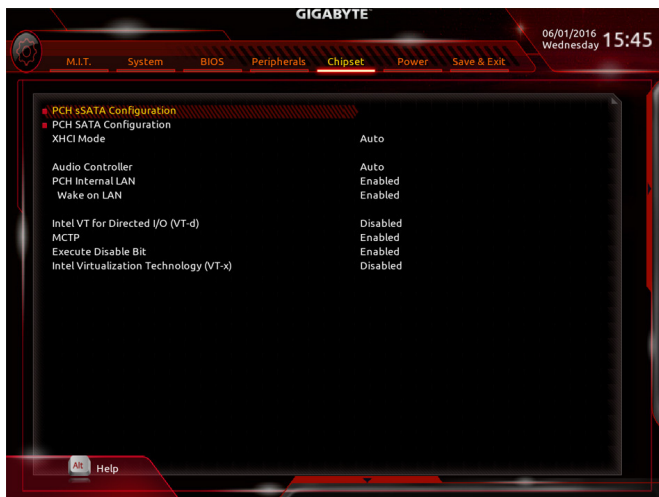 GIGABYTE™
06/01/2016 Wednesday 15:45
M.I.T. System BIOS Peripherals Chipset Power Save & Exit
PCH sSATA Configuration
PCH SATA Configuration
XHCI Mode Auto
Audio Controller Auto
PCH Internal LAN Enabled
Wake on LAN Enabled
Intel VT for Directed I/O (VT-d) Disabled
MCTP Enabled
Execute Disable Bit Enabled
Intel Virtualization Technology (VT-x) Disabled
Alt Help